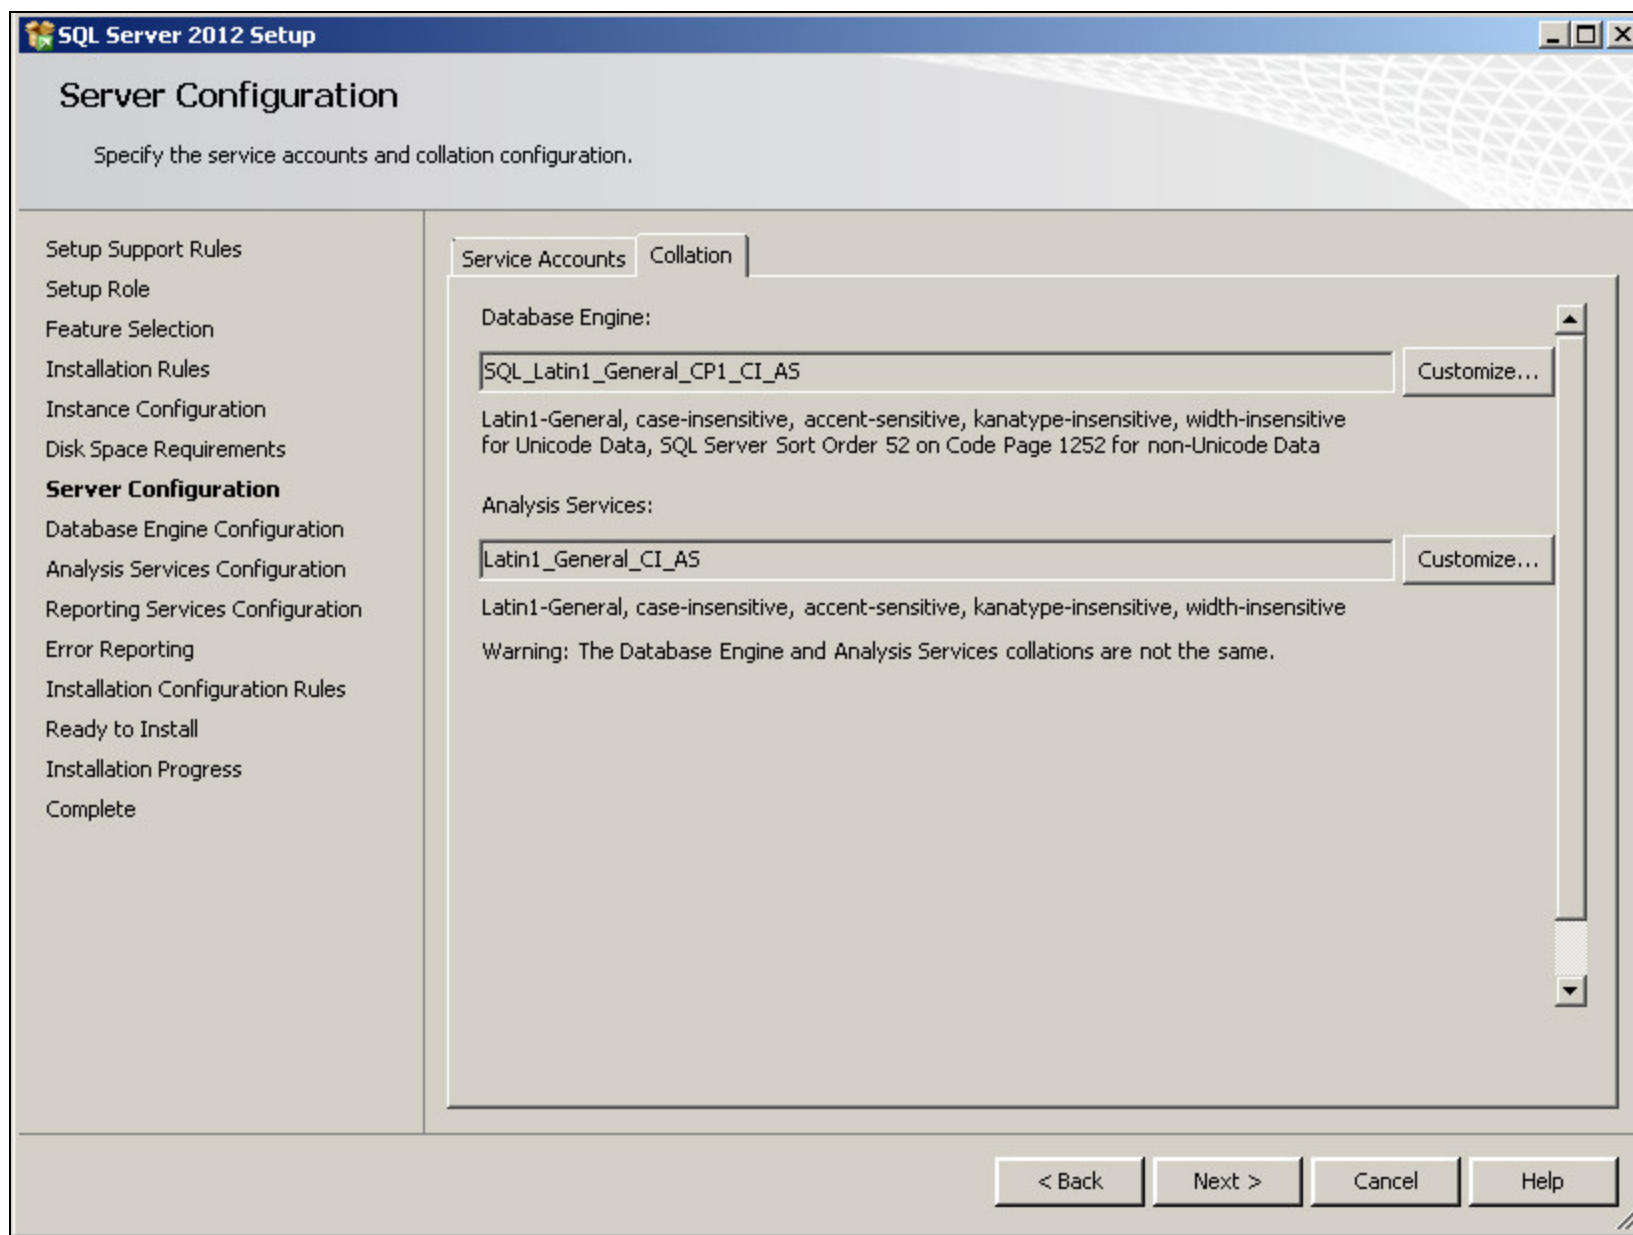 SQL Server 2012 Setup
Server Configuration
Specify the service accounts and collation configuration.
Setup Support Rules
Setup Role
Feature Selection
Installation Rules
Instance Configuration
Disk Space Requirements
Server Configuration
Database Engine Configuration
Analysis Services Configuration
Reporting Services Configuration
Error Reporting
Installation Configuration Rules
Ready to Install
Installation Progress
Complete
Service Accounts
Collation
Database Engine:
SQL_Latin1_General_CP1_CI_AS
Customize...
Latin1-General, case-insensitive, accent-sensitive, kanatype-insensitive, width-insensitive
for Unicode Data, SQL Server Sort Order 52 on Code Page 1252 for non-Unicode Data
Analysis Services:
Latin1_General_CI_AS
Customize...
Latin1-General, case-insensitive, accent-sensitive, kanatype-insensitive, width-insensitive
Warning: The Database Engine and Analysis Services collations are not the same.
< Back
Next >
Cancel
Help